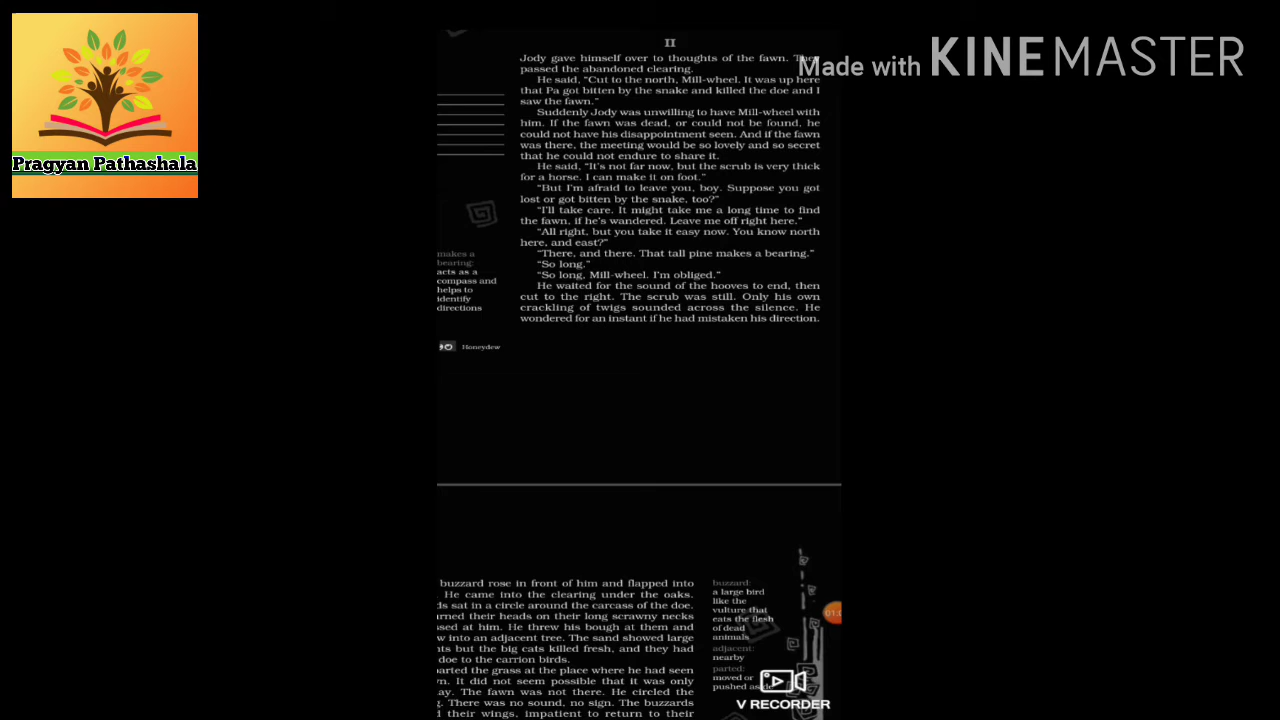 Pragyan Pathashala
Made with KINEMASTER
II
Jody gave himself over to thoughts of the fawn. They
passed the abandoned clearing.
He said, “Cut to the north, Mill-wheel. It was up here
that Pa got bitten by the snake and killed the doe and I
saw the fawn.”
Suddenly Jody was unwilling to have Mill-wheel with
him. If the fawn was dead, or could not be found, he
could not have his disappointment seen. And if the fawn
was there, the meeting would be so lovely and so secret
that he could not endure to share it.
He said, “It's not far now, but the scrub is very thick
for a horse. I can make it on foot.”
“But I'm afraid to leave you, boy. Suppose you got
lost or got bitten by the snake, too?”
“I'll take care. It might take me a long time to find
the fawn, if he's wandered. Leave me off right here.”
“All right, but you take it easy now. You know north
here, and east?”
“There, and there. That tall pine makes a bearing.”
“So long.”
“So long, Mill-wheel. I'm obliged.”
He waited for the sound of the hooves to end, then
cut to the right. The scrub was still. Only his own
crackling of twigs sounded across the silence. He
wondered for an instant if he had mistaken his direction.
makes a
bearing:
acts as a
compass and
helps to
identify
directions
Honeydew
buzzard rose in front of him and flapped into
He came into the clearing under the oaks.
ds sat in a circle around the carcass of the doe.
urned their heads on their long scrawny necks
ssed at him. He threw his bough at them and
w into an adjacent tree. The sand showed large
nts but the big cats killed fresh, and they had
doe to the carrion birds.
parted the grass at the place where he had seen
n. It did not seem possible that it was only
ay. The fawn was not there. He circled the
g. There was no sound, no sign. The buzzards
d their wings, impatient to return to their
buzzard:
a large bird
like the
vulture that
eats the flesh
of dead
animals
adjacent:
nearby
parted:
moved or
pushed aside
V RECORDER